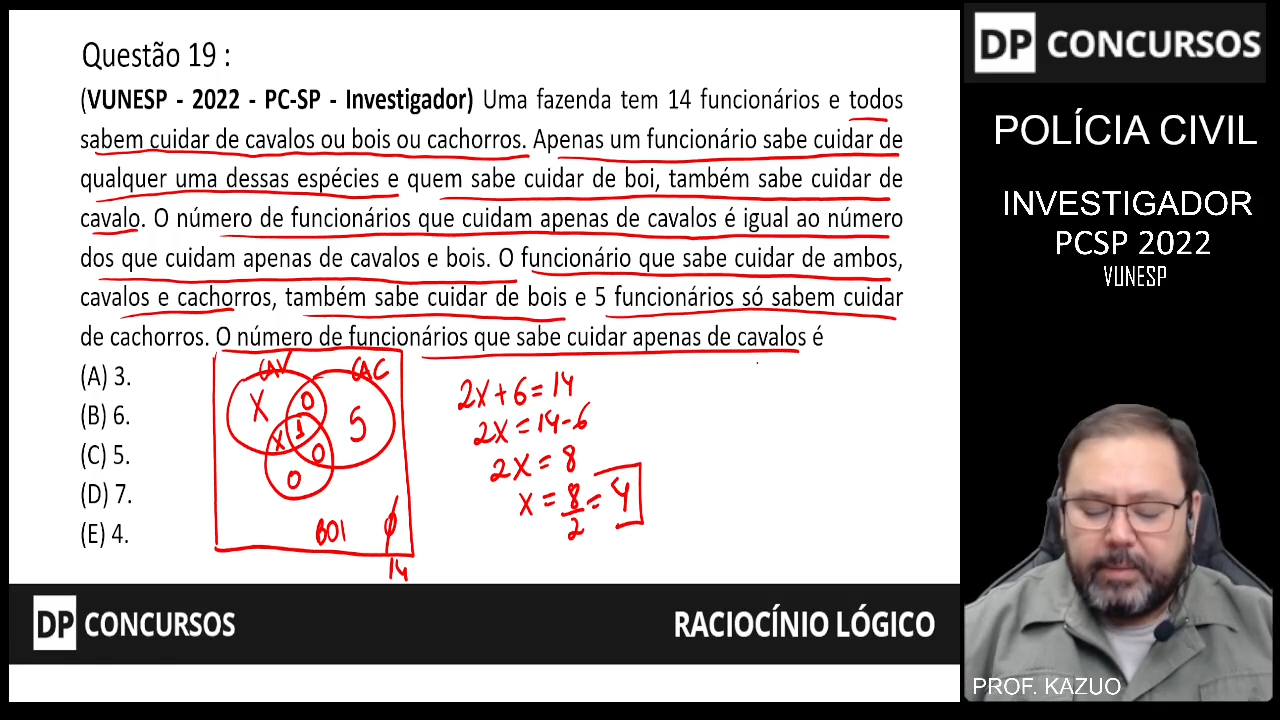 Questão 19 :
(VUNESP - 2022 - PC-SP - Investigador) Uma fazenda tem 14 funcionários e todos
sabem cuidar de cavalos ou bois ou cachorros. Apenas um funcionário sabe cuidar de
qualquer uma dessas espécies e quem sabe cuidar de boi, também sabe cuidar de
cavalo. O número de funcionários que cuidam apenas de cavalos é igual ao número
dos que cuidam apenas de cavalos e bois. O funcionário que sabe cuidar de ambos,
cavalos e cachorros, também sabe cuidar de bois e 5 funcionários só sabem cuidar
de cachorros. O número de funcionários que sabe cuidar apenas de cavalos é
(A) 3.
(B) 6.
(C) 5.
(D) 7.
(E) 4.
CAV
CAC
X
0
5
X
1
0
0
BOI
ϕ
14
2X + 6 = 14
2X = 14 - 6
2X = 8
X = 8/2 = 4
DP CONCURSOS
RACIOCÍNIO LÓGICO
DP CONCURSOS
POLÍCIA CIVIL
INVESTIGADOR
PCSP 2022
VUNESP
PROF. KAZUO